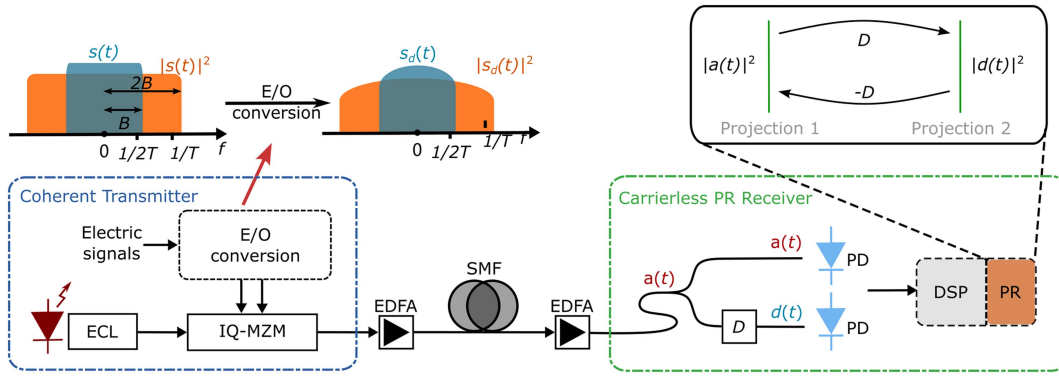 s(t)
|s(t)|²
2B
B
0
1/2T
1/T
f
E/O
conversion
s_d(t)
|s_d(t)|²
0
1/2T
1/T
f
|a(t)|²
D
-D
|d(t)|²
Projection 1
Projection 2
Coherent Transmitter
Electric
signals
E/O
conversion
ECL
IQ-MZM
EDFA
SMF
EDFA
Carrierless PR Receiver
a(t)
a(t)
PD
D
d(t)
PD
DSP
PR